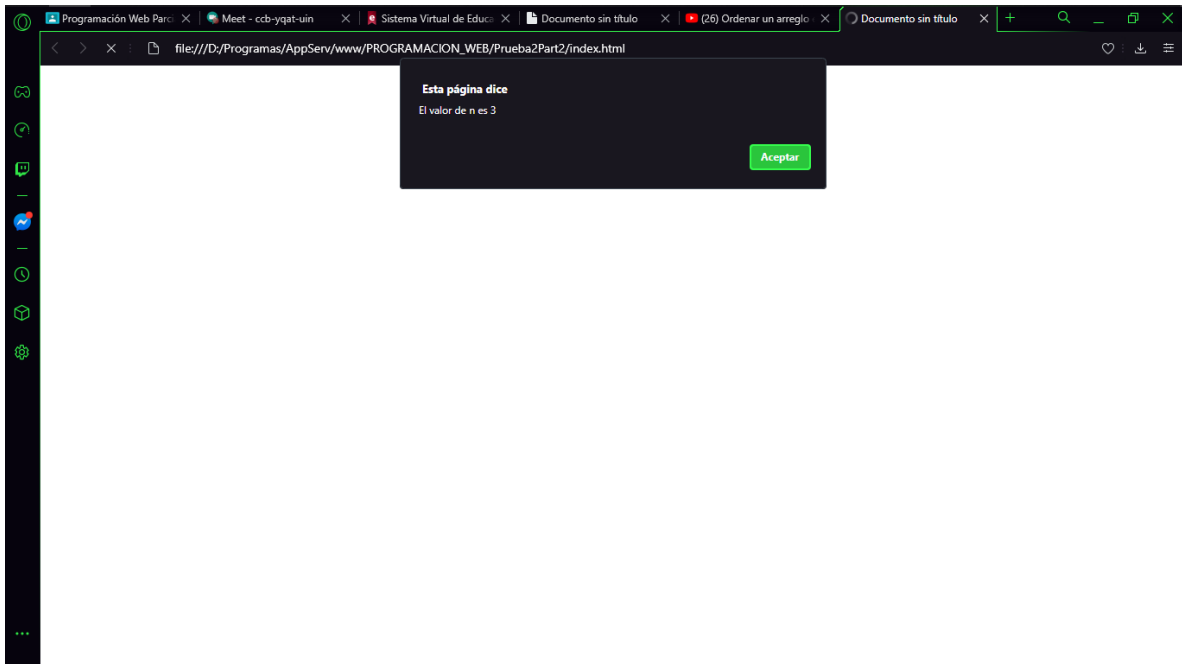 Programación Web Parci
Meet - ccb-yqat-uin
Sistema Virtual de Educa
Documento sin título
(26) Ordenar un arreglo
Documento sin título
file:///D:/Programas/AppServ/www/PROGRAMACION_WEB/Prueba2Part2/index.html
Esta página dice
El valor de n es 3
Aceptar